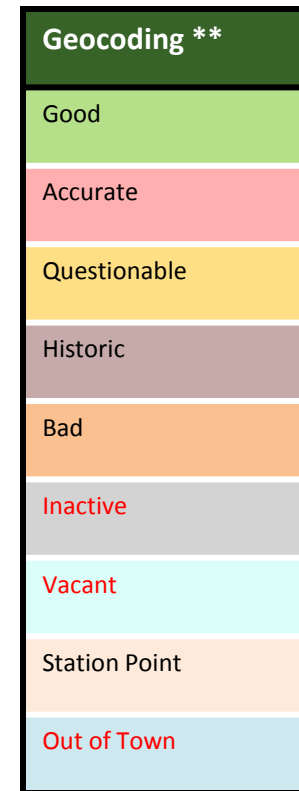 Geocoding **
Good
Accurate
Questionable
Historic
Bad
Inactive
Vacant
Station Point
Out of Town